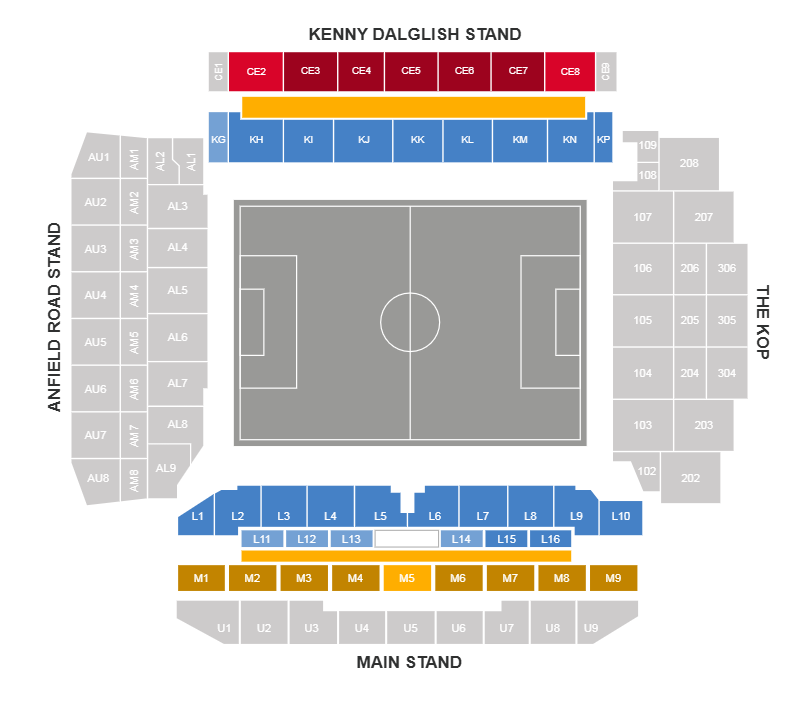 KENNY DALGLISH STAND
CE1 CE2 CE3 CE4 CE5 CE6 CE7 CE8 CE9
KG KH KI KJ KK KL KM KN KP
ANFIELD ROAD STAND
AU1 AM1 AL2 AL1
AU2 AM2 AL3
AU3 AM3 AL4
AU4 AM4 AL5
AU5 AM5 AL6
AU6 AM6 AL7
AU7 AM7 AL8
AU8 AM8 AL9
109 208
108
107 207
106 206 306
105 205 305
104 204 304
103 203
102 202
THE KOP
L1 L2 L3 L4 L5 L6 L7 L8 L9 L10
L11 L12 L13 L14 L15 L16
M1 M2 M3 M4 M5 M6 M7 M8 M9
U1 U2 U3 U4 U5 U6 U7 U8 U9
MAIN STAND